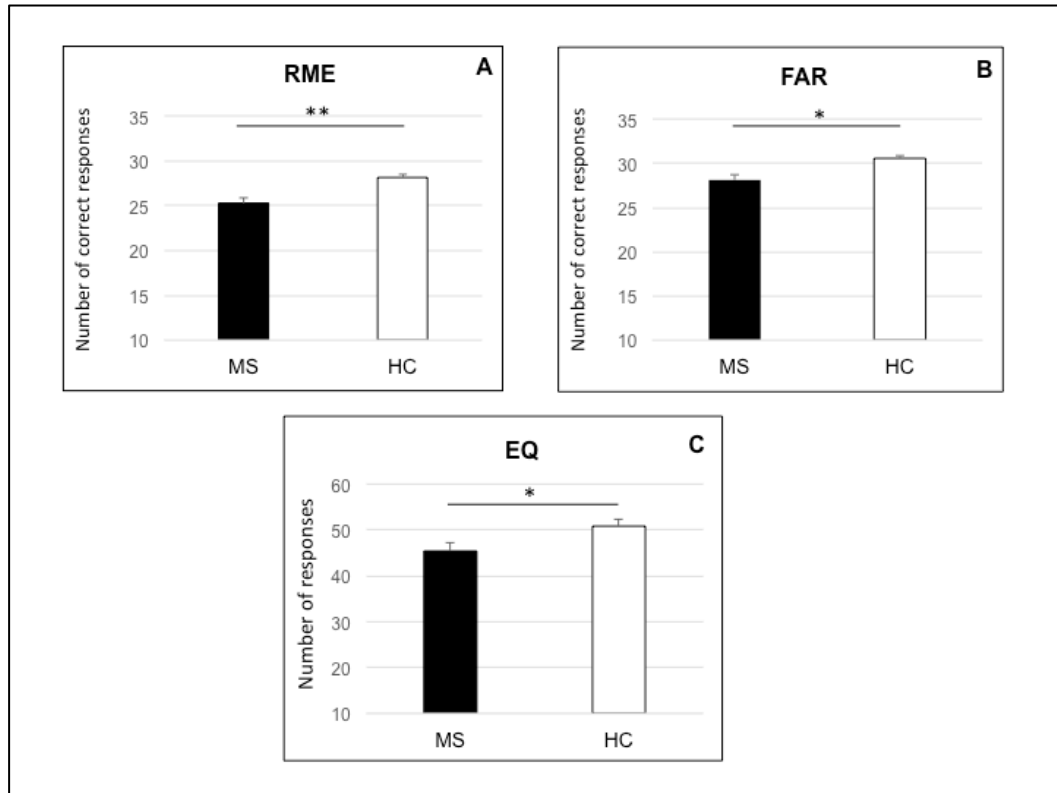 RME
A
**
Number of correct responses
35
30
25
20
15
10
MS HC
FAR
B
*
Number of correct responses
35
30
25
20
15
10
MS HC
EQ
C
*
Number of responses
60
50
40
30
20
10
MS HC